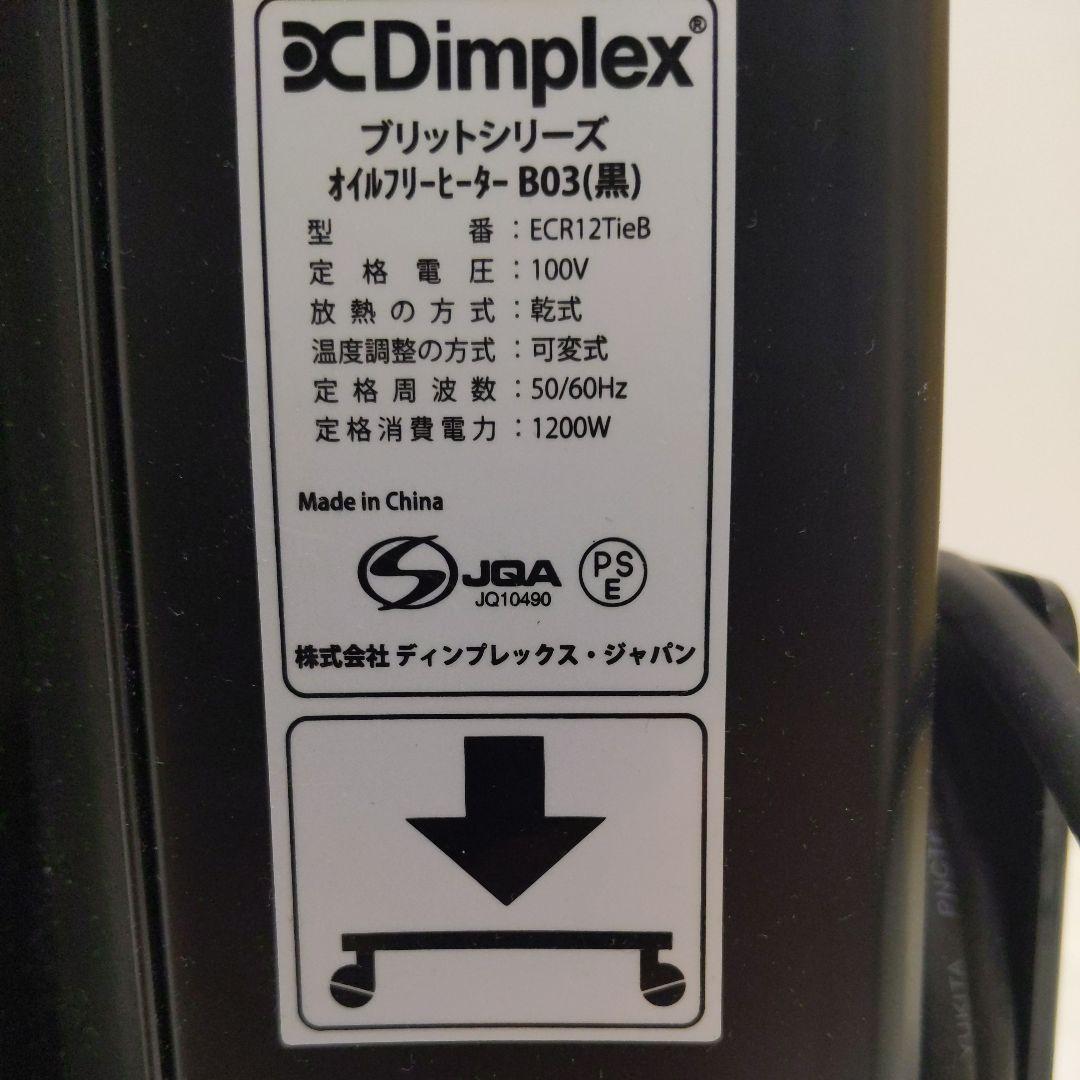 Dimplex®
ブリットシリーズ
オイルフリーヒーター B03(黒)
型番：ECR12TieB
定格電圧：100V
放熱の方式：乾式
温度調整の方式：可変式
定格周波数：50/60Hz
定格消費電力：1200W
Made in China
JQA
JQ10490
PS
E
株式会社 ディンプレックス・ジャパン
YUKITA